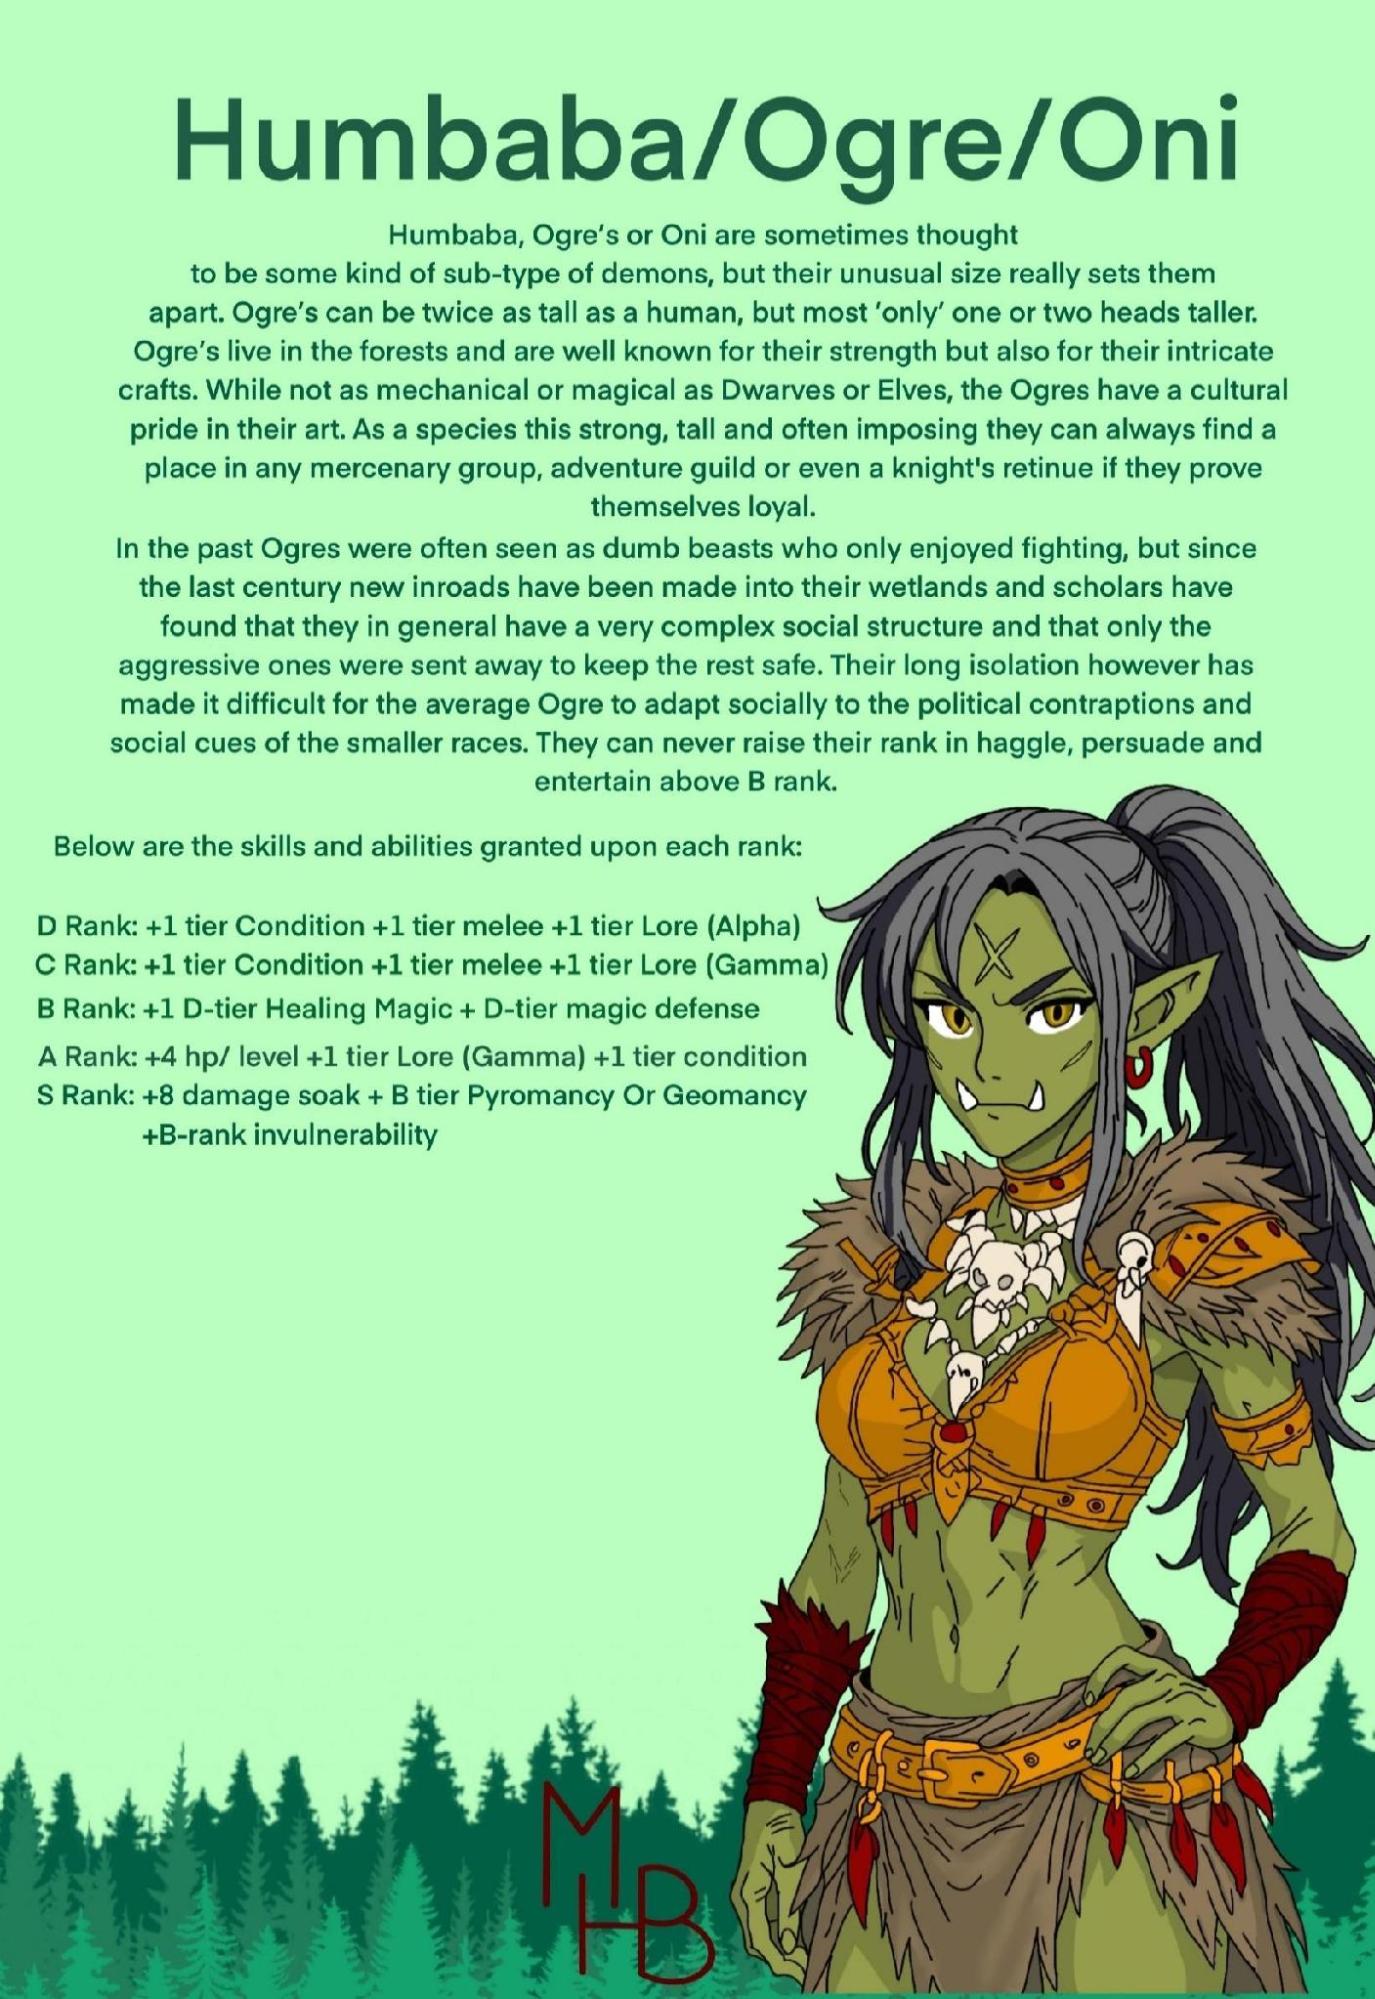 Humbaba/Ogre/Oni
Humbaba, Ogre's or Oni are sometimes thought
to be some kind of sub-type of demons, but their unusual size really sets them
apart. Ogre's can be twice as tall as a human, but most 'only' one or two heads taller.
Ogre's live in the forests and are well known for their strength but also for their intricate
crafts. While not as mechanical or magical as Dwarves or Elves, the Ogres have a cultural
pride in their art. As a species this strong, tall and often imposing they can always find a
place in any mercenary group, adventure guild or even a knight's retinue if they prove
themselves loyal.
In the past Ogres were often seen as dumb beasts who only enjoyed fighting, but since
the last century new inroads have been made into their wetlands and scholars have
found that they in general have a very complex social structure and that only the
aggressive ones were sent away to keep the rest safe. Their long isolation however has
made it difficult for the average Ogre to adapt socially to the political contraptions and
social cues of the smaller races. They can never raise their rank in haggle, persuade and
entertain above B rank.
Below are the skills and abilities granted upon each rank:
D Rank: +1 tier Condition +1 tier melee +1 tier Lore (Alpha)
C Rank: +1 tier Condition +1 tier melee +1 tier Lore (Gamma)
B Rank: +1 D-tier Healing Magic + D-tier magic defense
A Rank: +4 hp/ level +1 tier Lore (Gamma) +1 tier condition
S Rank: +8 damage soak + B tier Pyromancy Or Geomancy
+B-rank invulnerability
MHB